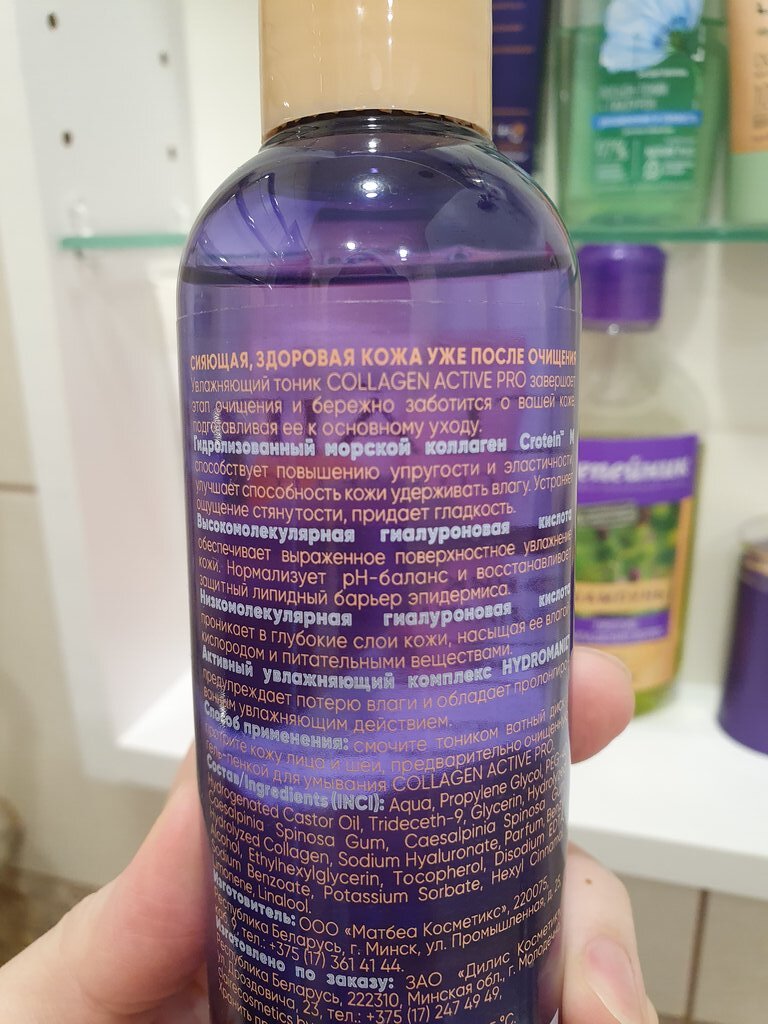 СИЯЮЩАЯ, ЗДОРОВАЯ КОЖА УЖЕ ПОСЛЕ ОЧИЩЕНИЯ
Увлажняющий тоник COLLAGEN ACTIVE PRO завершает
этап очищения и бережно заботится о вашей коже,
подготавливая ее к основному уходу.
Гидролизованный морской коллаген Crotein™ M
способствует повышению упругости и эластичности,
улучшает способность кожи удерживать влагу. Устраняет
ощущение стянутости, придает гладкость.
Высокомолекулярная гиалуроновая кислота
обеспечивает выраженное поверхностное увлажнение
кожи. Нормализует pH-баланс и восстанавливает
защитный липидный барьер эпидермиса.
Низкомолекулярная гиалуроновая кислота
проникает в глубокие слои кожи, насыщая ее влагой,
кислородом и питательными веществами.
Активный увлажняющий комплекс HYDROMANIL
предупреждает потерю влаги и обладает пролонгиро-
ванным увлажняющим действием.
Способ применения: смочите тоником ватный диск,
протрите кожу лица и шеи, предварительно очищенную
гель-пенкой для умывания COLLAGEN ACTIVE PRO.
Состав/Ingredients (INCI): Aqua, Propylene Glycol,
Hydrogenated Castor Oil, Trideceth-9, Glycerin,
Caesalpinia Spinosa Gum, Caesalpinia Spinosa
Hydrolyzed Collagen, Sodium Hyaluronate, Parfum,
Alcohol, Ethylhexylglycerin, Tocopherol, Disodium
Sodium Benzoate, Potassium Sorbate, Hexyl
Linalool.
Изготовитель: ООО «Матбеа Косметикс», 220075,
Республика Беларусь, г. Минск, ул. Промышленная,
тел.: +375 (17) 361 41 44.
Изготовлено по заказу: ЗАО «Дилис Косметик»
Республика Беларусь, 222310, Минская обл., г. Молодечно
ул. В. Гроздовича, 23, тел.: +375 (17) 247 49 49,